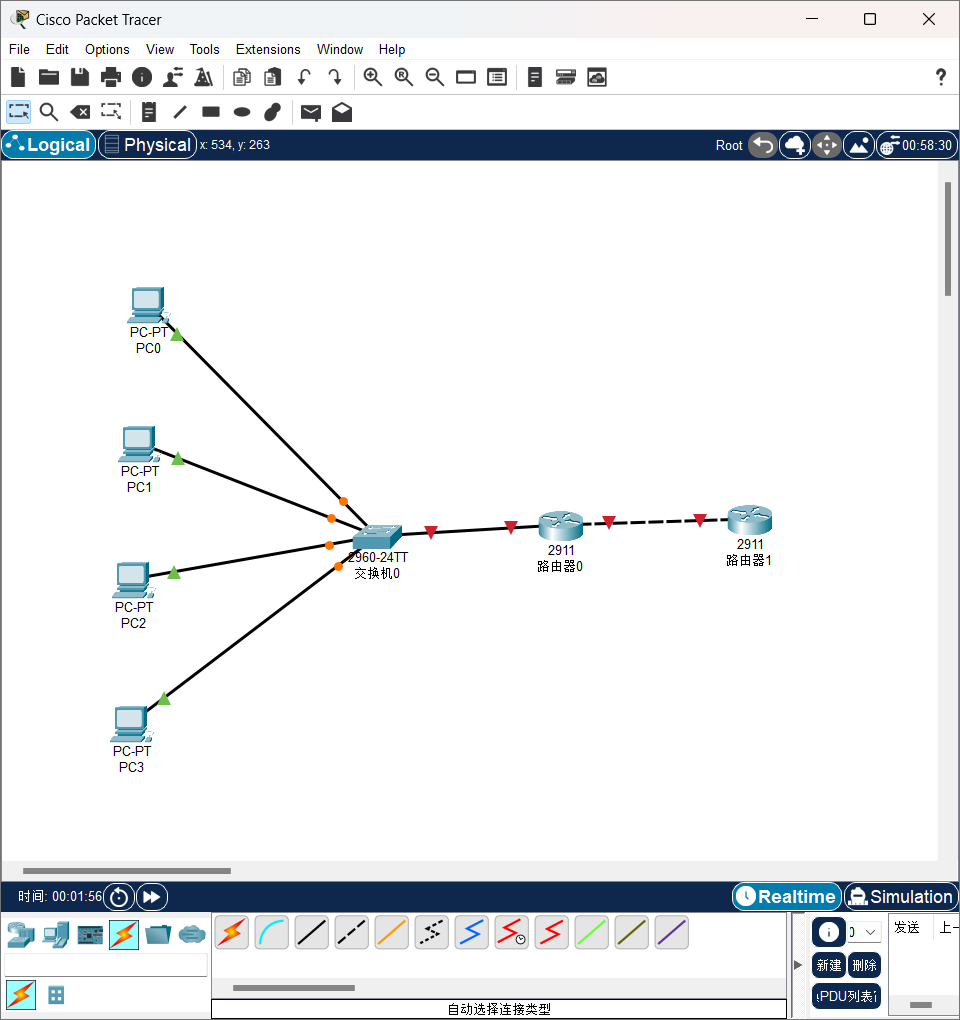 Cisco Packet Tracer
File Edit Options View Tools Extensions Window Help
?
Logical Physical x: 534, y: 263 Root 00:58:30
PC-PT
PC0
PC-PT
PC1
2960-24TT
交换机0
2911
路由器0
2911
路由器1
PC-PT
PC2
PC-PT
PC3
时间: 00:01:56 Realtime Simulation
0 发送 上一
新建 删除
PDU列表
自动选择连接类型